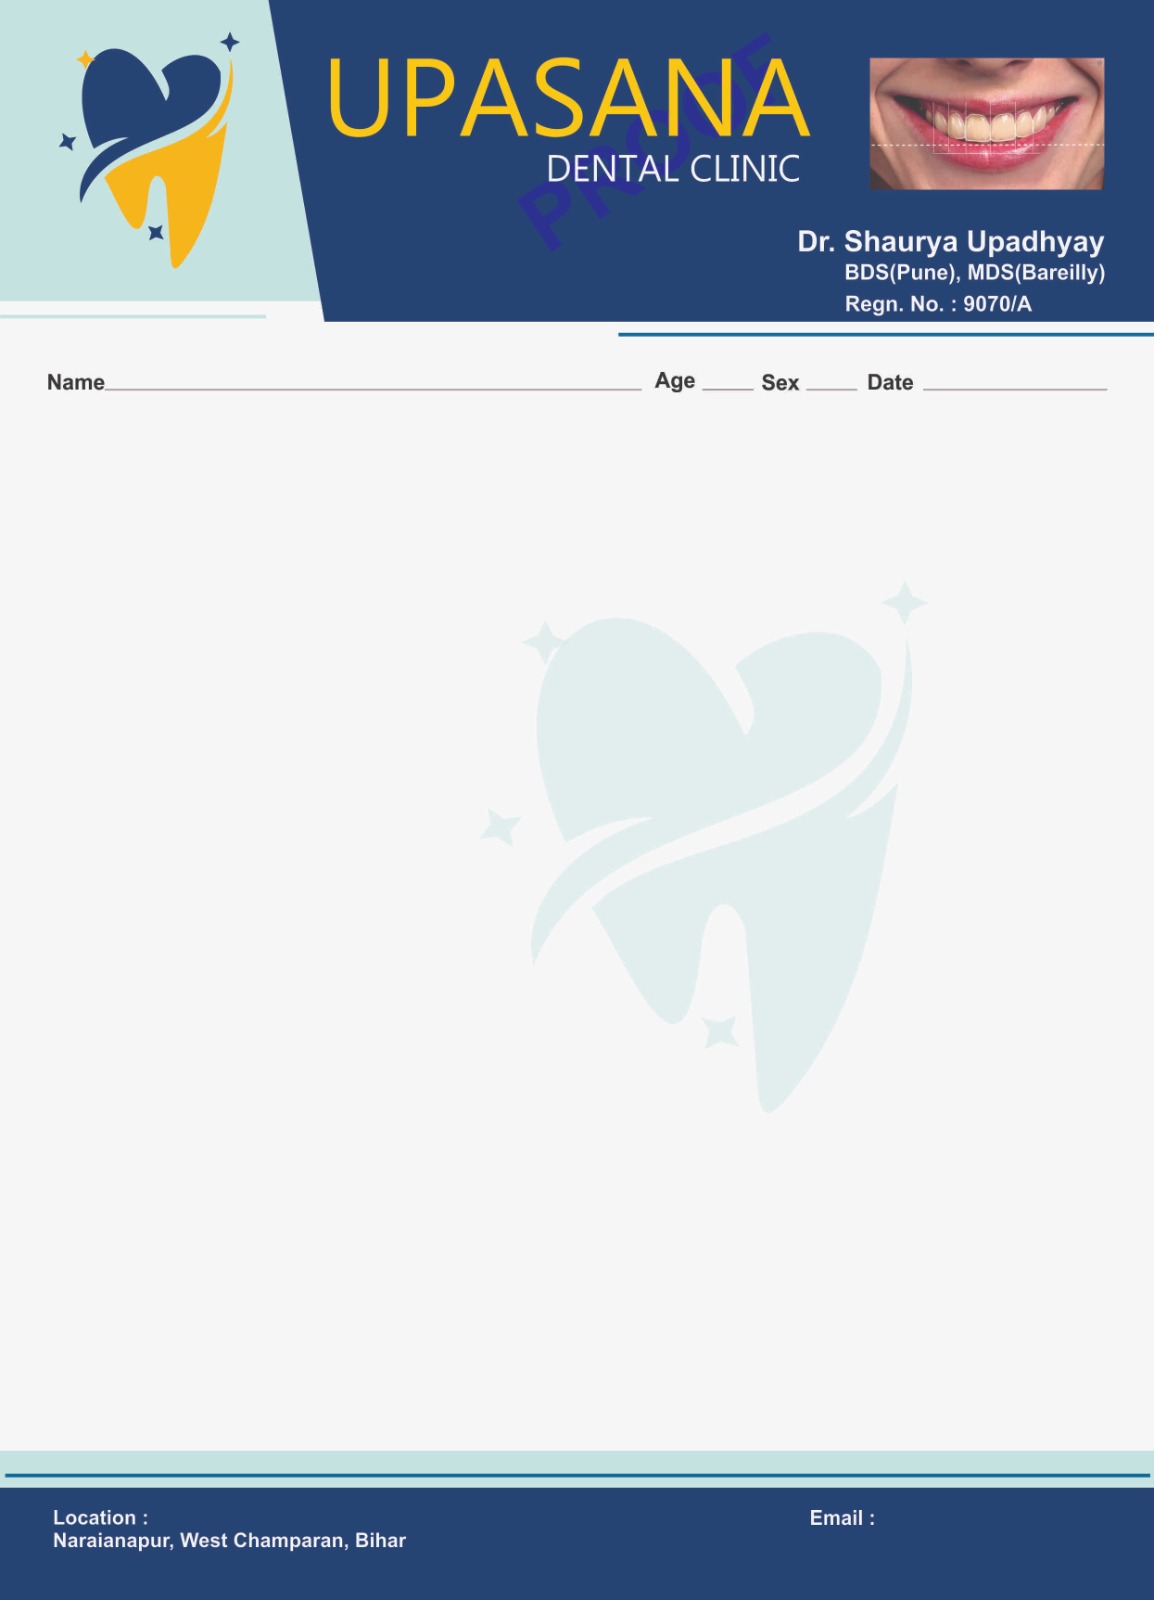 UPASANA
DENTAL CLINIC
PROOF
Dr. Shaurya Upadhyay
BDS(Pune), MDS(Bareilly)
Regn. No. : 9070/A
Name Age Sex Date
Location : Email :
Naraianapur, West Champaran, Bihar